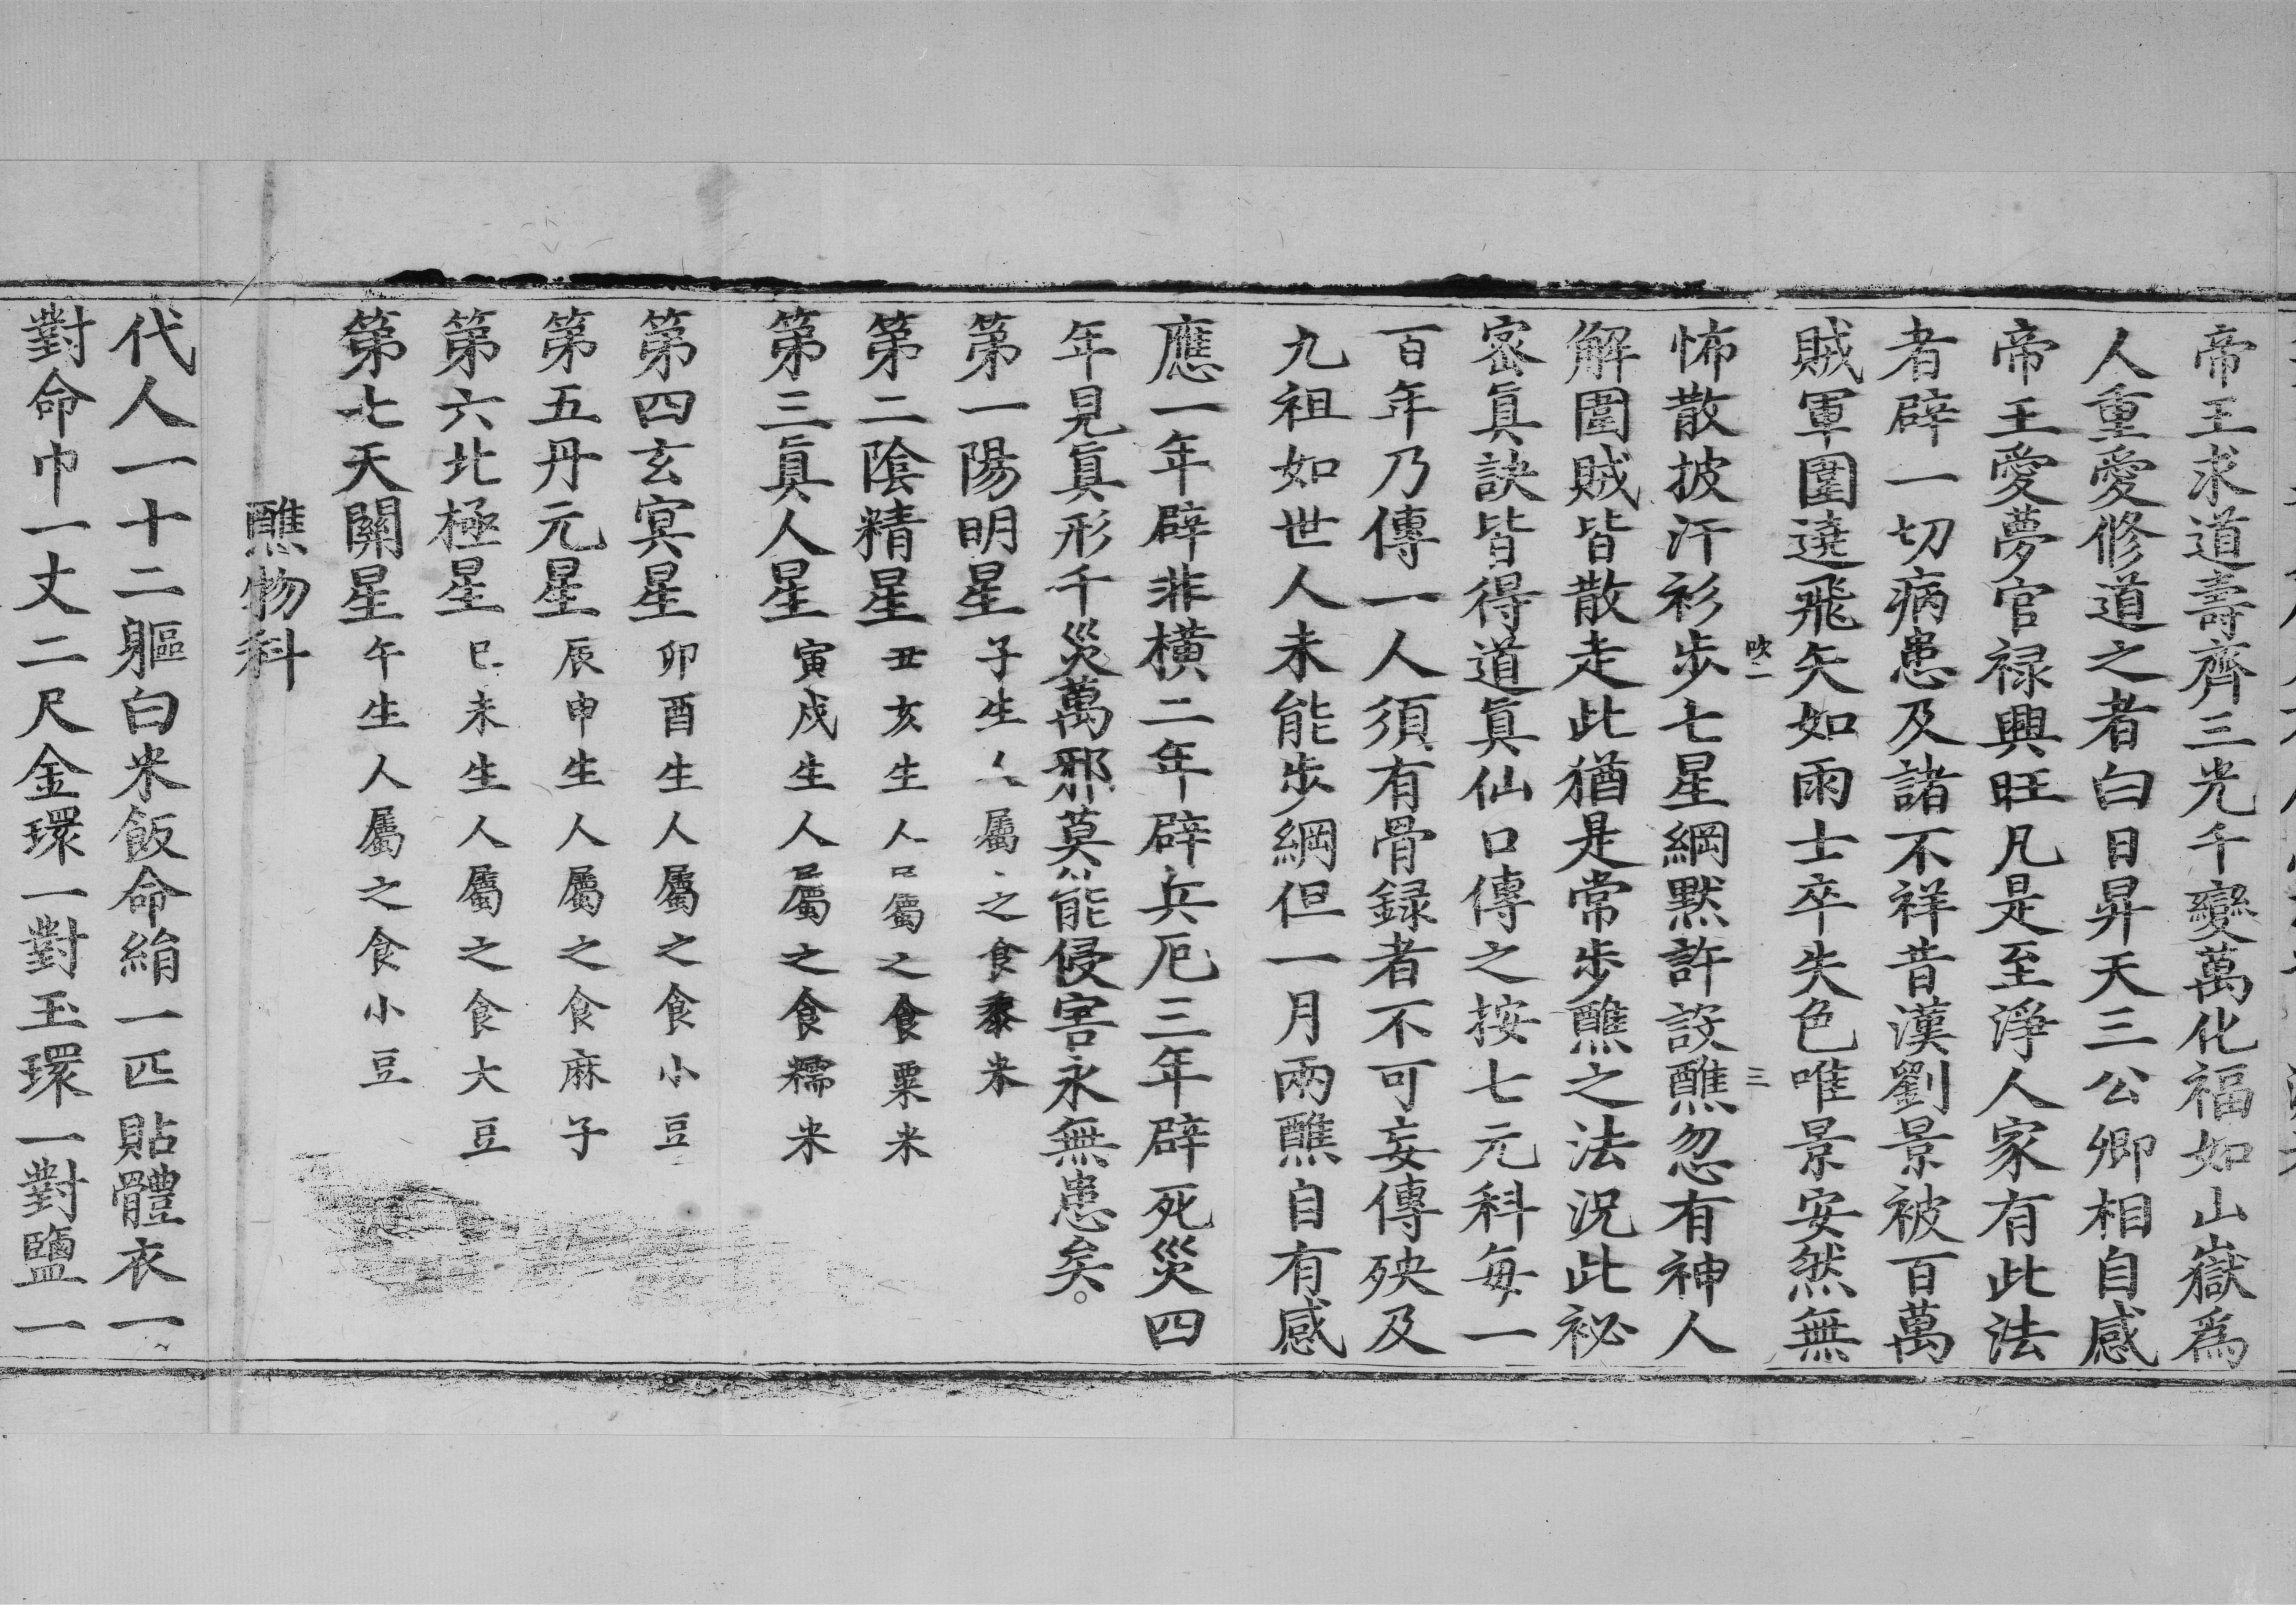 帝王求道壽齊三光千變萬化福如山嶽爲
人重愛修道之者白日昇天三公卿相自感
帝王愛夢官禄興旺凡是至淨人家有此法
者辟一切病患及諸不祥昔漢劉景被百萬
賊軍圍遶飛矢如雨士卒失色唯景安然無
吹一 三
怖散披汗衫步七星綱黙許設醮忽有神人
解圍賊皆散走此猶是常步醮之法況此祕
宻眞訣皆得道眞仙口傳之按七元科每一
百年乃傳一人須有骨録者不可妄傳殃及
九祖如世人未能步綱但一月兩醮自有感
應一年辟非橫二年辟兵厄三年辟死災四
年見眞形千災萬邪莫能侵害永無患矣。
第一陽明星子生人屬之食黍米
第二陰精星丑亥生人屬之食粟米
第三眞人星寅戌生人屬之食糯米
第四玄冥星卯酉生人屬之食小豆
第五丹元星辰申生人屬之食麻子
第六北極星巳未生人屬之食大豆
第七天關星午生人屬之食小豆
醮物科
代人一十二軀白米飯命絹一匹貼體衣一
對命巾一丈二尺金環一對玉環一對鹽一